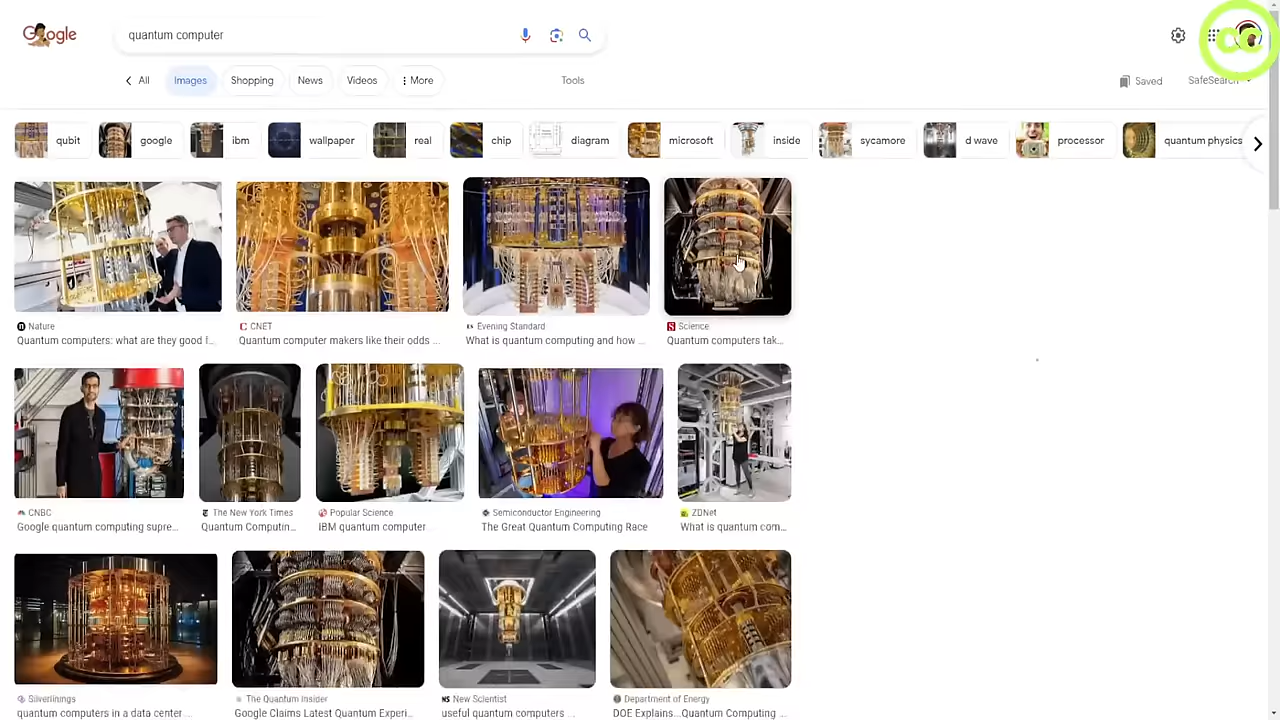 Google
quantum computer
All Images Shopping News Videos More Tools Saved SafeSearch
qubit google ibm wallpaper real chip diagram microsoft inside sycamore d wave processor quantum physics
Nature CNET Evening Standard Science
Quantum computers: what are they good f... Quantum computer makers like their odds ... What is quantum computing and how ... Quantum computers tak...
CNBC The New York Times Popular Science Semiconductor Engineering ZDNet
Google quantum computing supre... Quantum Computin... IBM quantum computer The Great Quantum Computing Race What is quantum com...
Silverlinings The Quantum Insider New Scientist Department of Energy
quantum computers in a data center... Google Claims Latest Quantum Experi... useful quantum computers ... DOE Explains...Quantum Computing ...